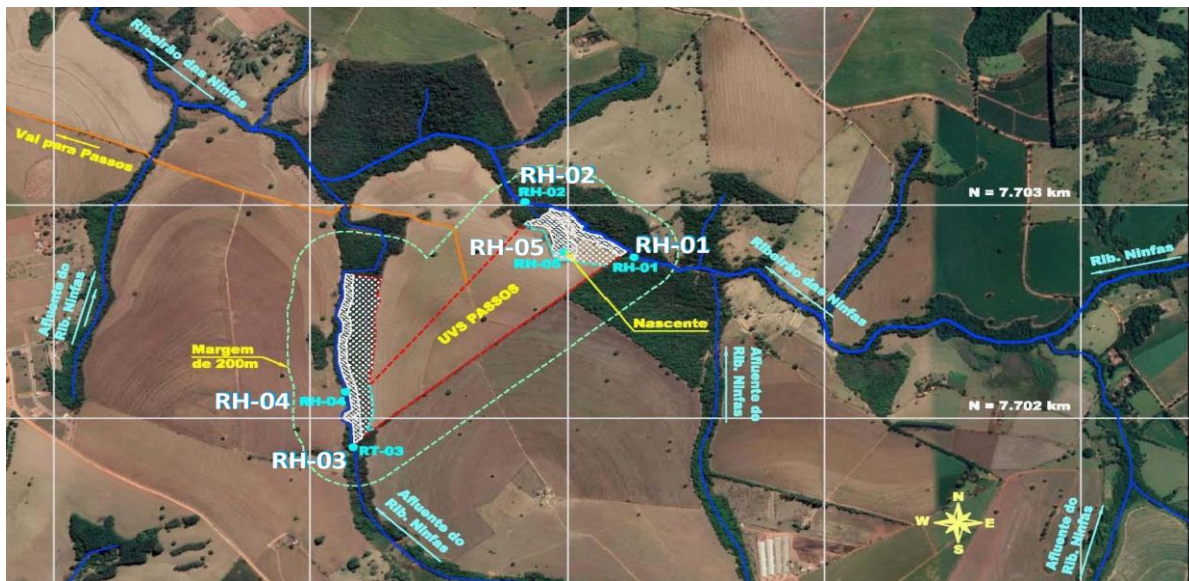 Ribeirão das Ninfas
Vai para Passos
RH-02
RH-02
N = 7.703 km
RH-05
RH-05
RH-01
RH-01
Rib. Ninfas
Ribeirão das Ninfas
Afluente do
Rib. Ninfas
UVS PASSOS
Nascente
Margem
de 200m
Afluente do
Rib. Ninfas
RH-04
RH-04
N = 7.702 km
RH-03
RT-03
Afluente do
Rib. Ninfas
N
W
E
S
Afluente do
Rib. Ninfas